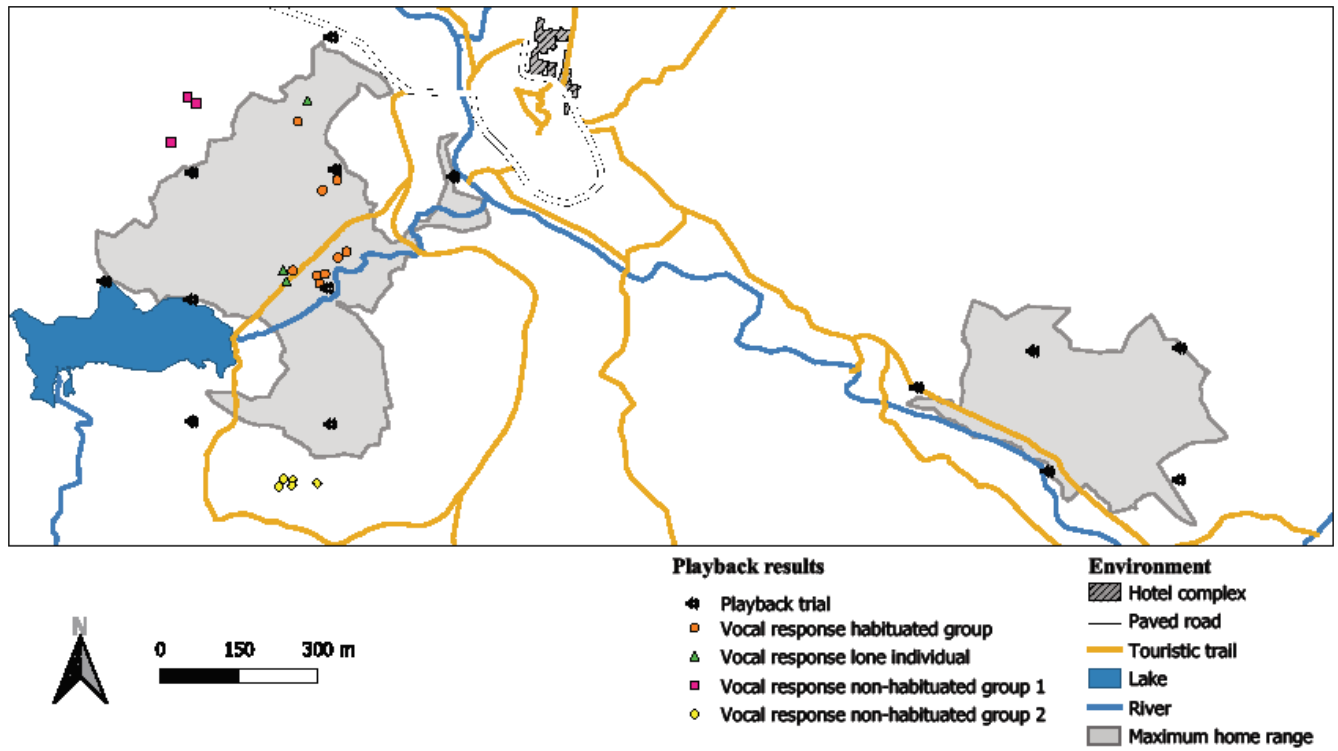 N
0 150 300 m
Playback results
Playback trial
Vocal response habituated group
Vocal response lone individual
Vocal response non-habituated group 1
Vocal response non-habituated group 2
Environment
Hotel complex
Paved road
Touristic trail
Lake
River
Maximum home range